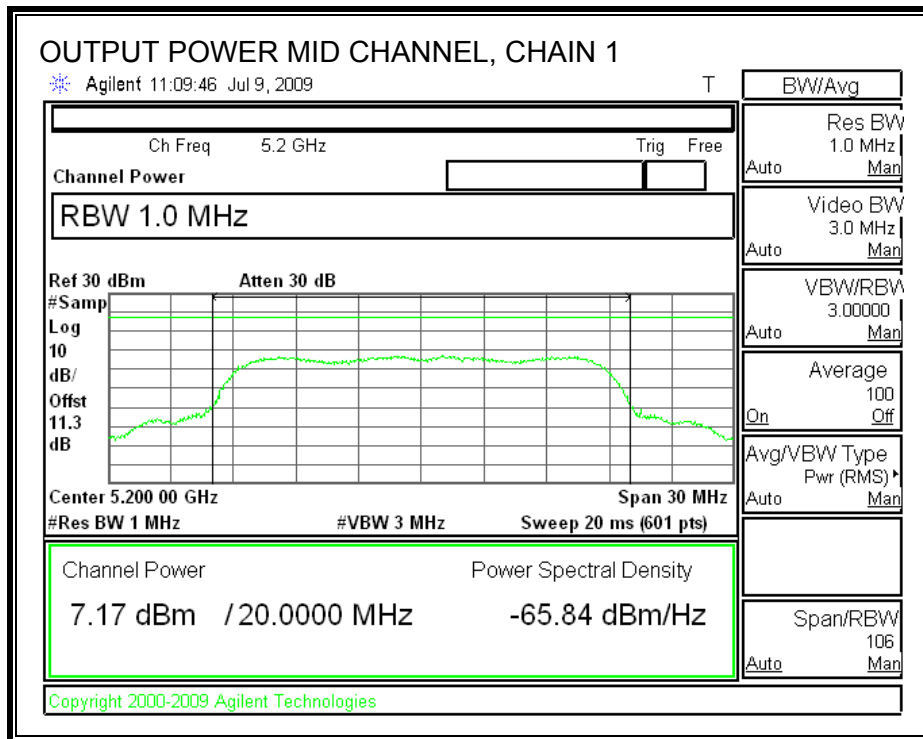 OUTPUT POWER MID CHANNEL, CHAIN 1
Agilent 11:09:46 Jul 9, 2009 T
Ch Freq 5.2 GHz Trig Free
Channel Power
RBW 1.0 MHz
Ref 30 dBm Atten 30 dB
#Samp
Log
10
dB/
Offst
11.3
dB
Center 5.200 00 GHz Span 30 MHz
#Res BW 1 MHz #VBW 3 MHz Sweep 20 ms (601 pts)
Channel Power Power Spectral Density
7.17 dBm / 20.0000 MHz -65.84 dBm/Hz
Copyright 2000-2009 Agilent Technologies
BW/Avg
Res BW
1.0 MHz
Auto Man
Video BW
3.0 MHz
Auto Man
VBW/RBW
3.00000
Auto Man
Average
100
On Off
Avg/VBW Type
Pwr (RMS)
Auto Man
Span/RBW
106
Auto Man